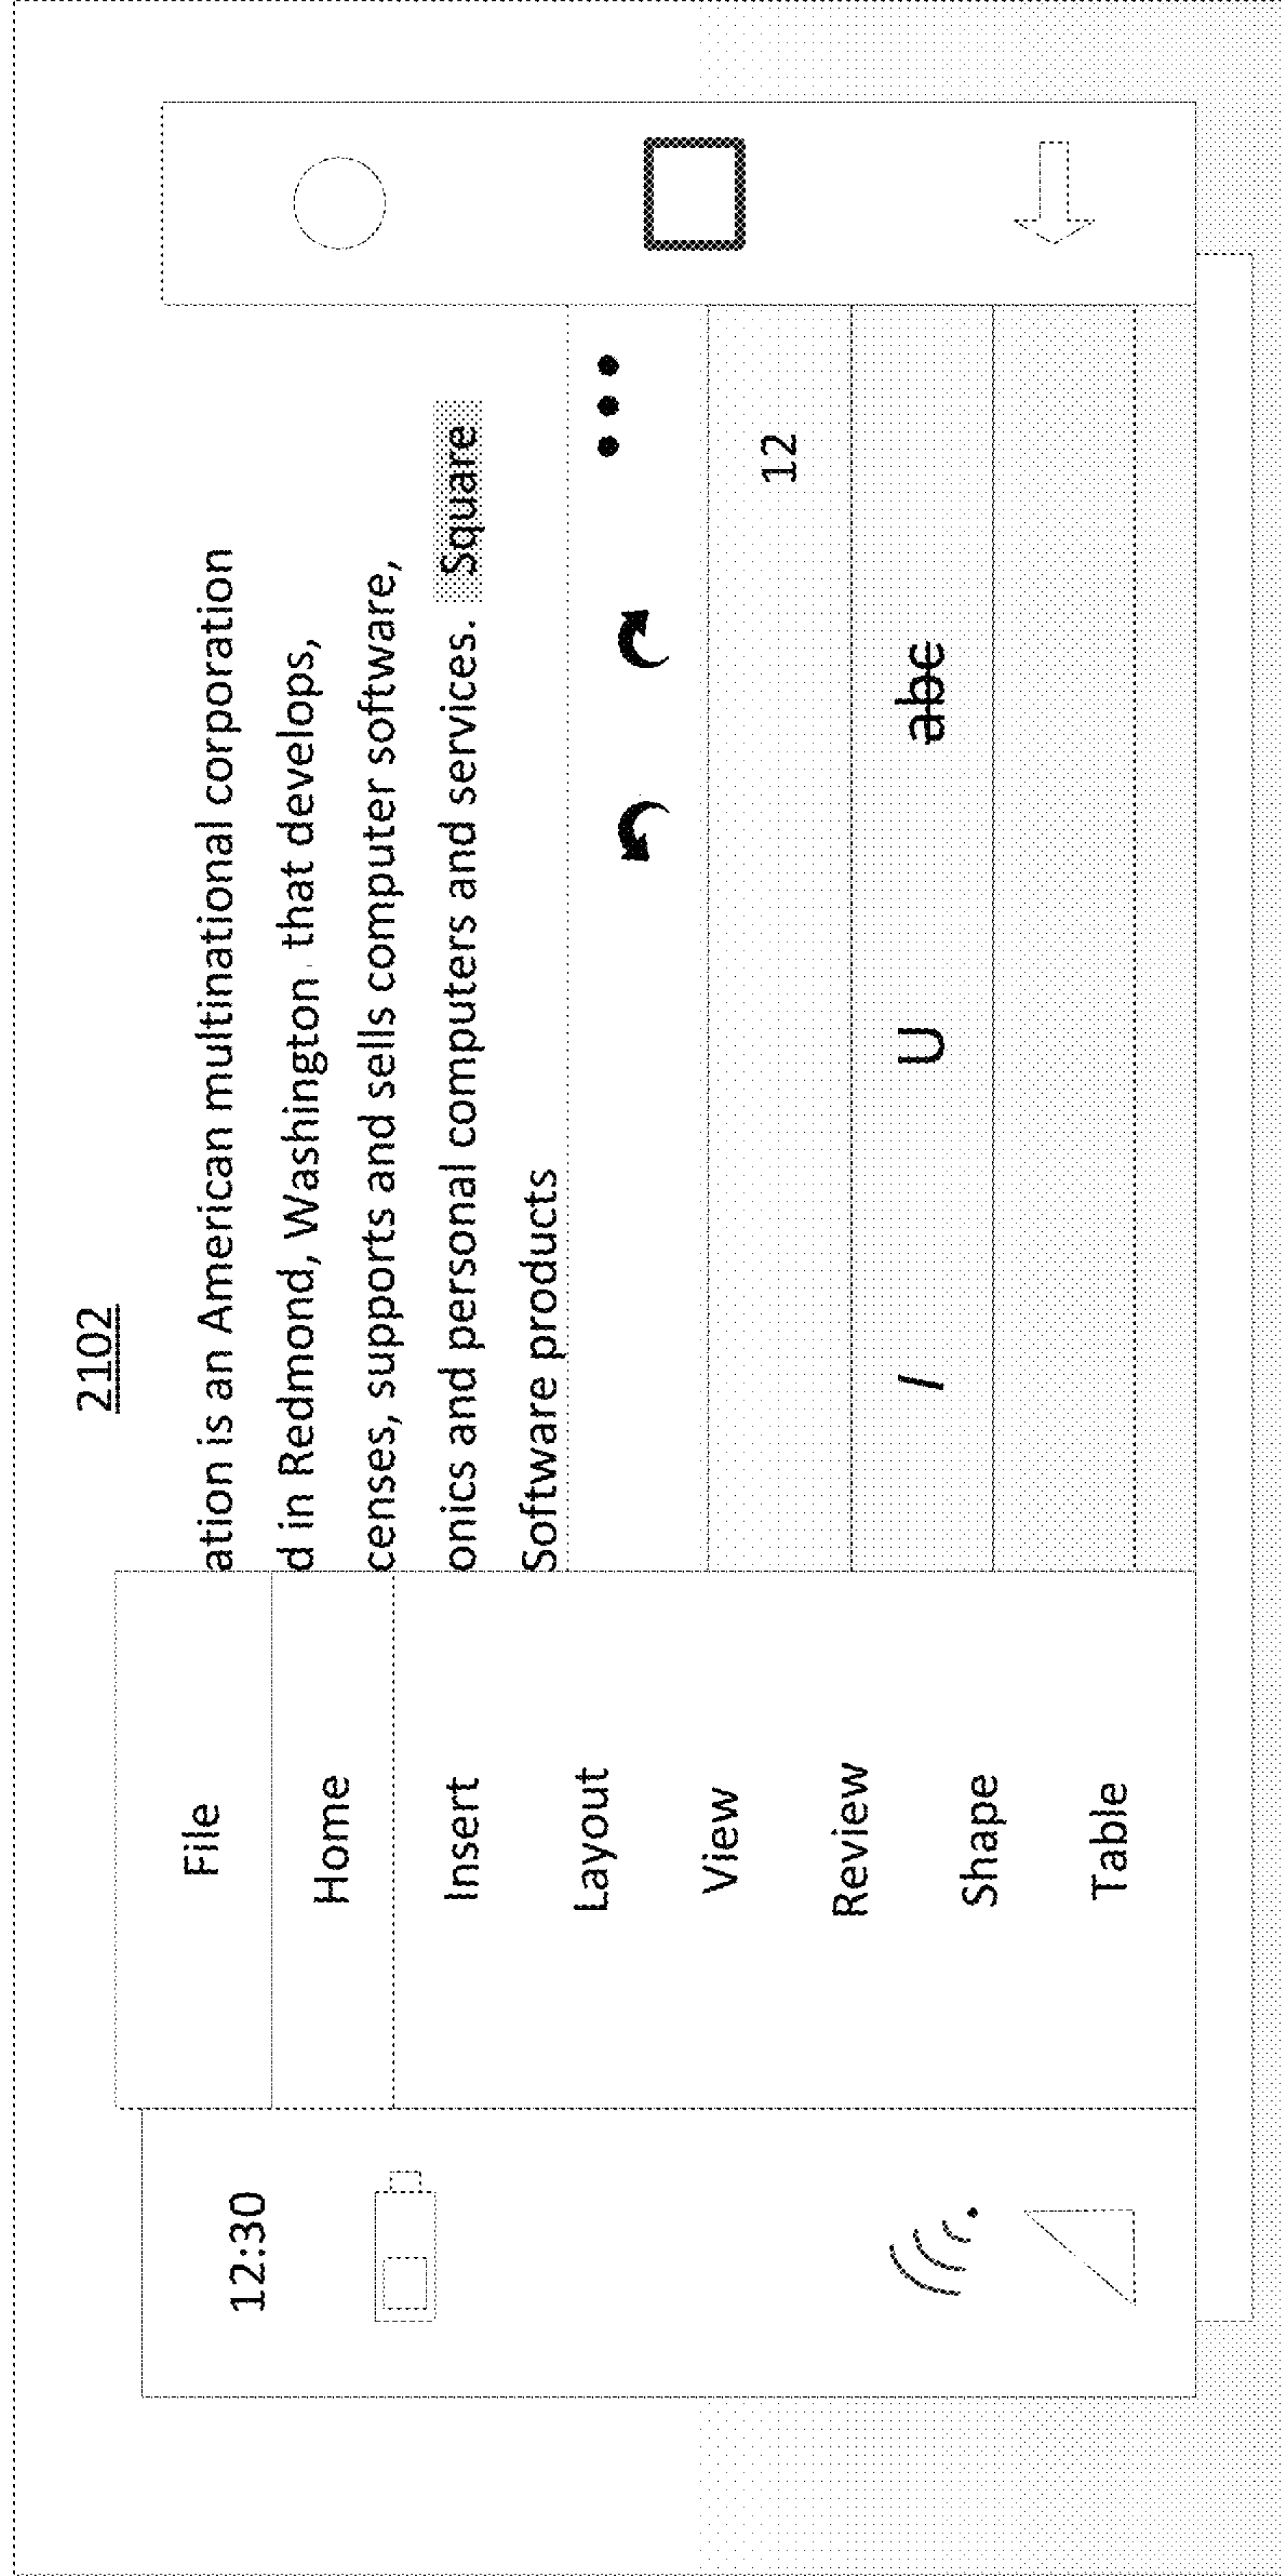 2102
12:30
File
Home
Insert
Layout
View
Review
Shape
Table
ation is an American multinational corporation
d in Redmond, Washington that develops,
censes, supports and sells computer software,
onics and personal computers and services. Square
Software products
12
I U abc